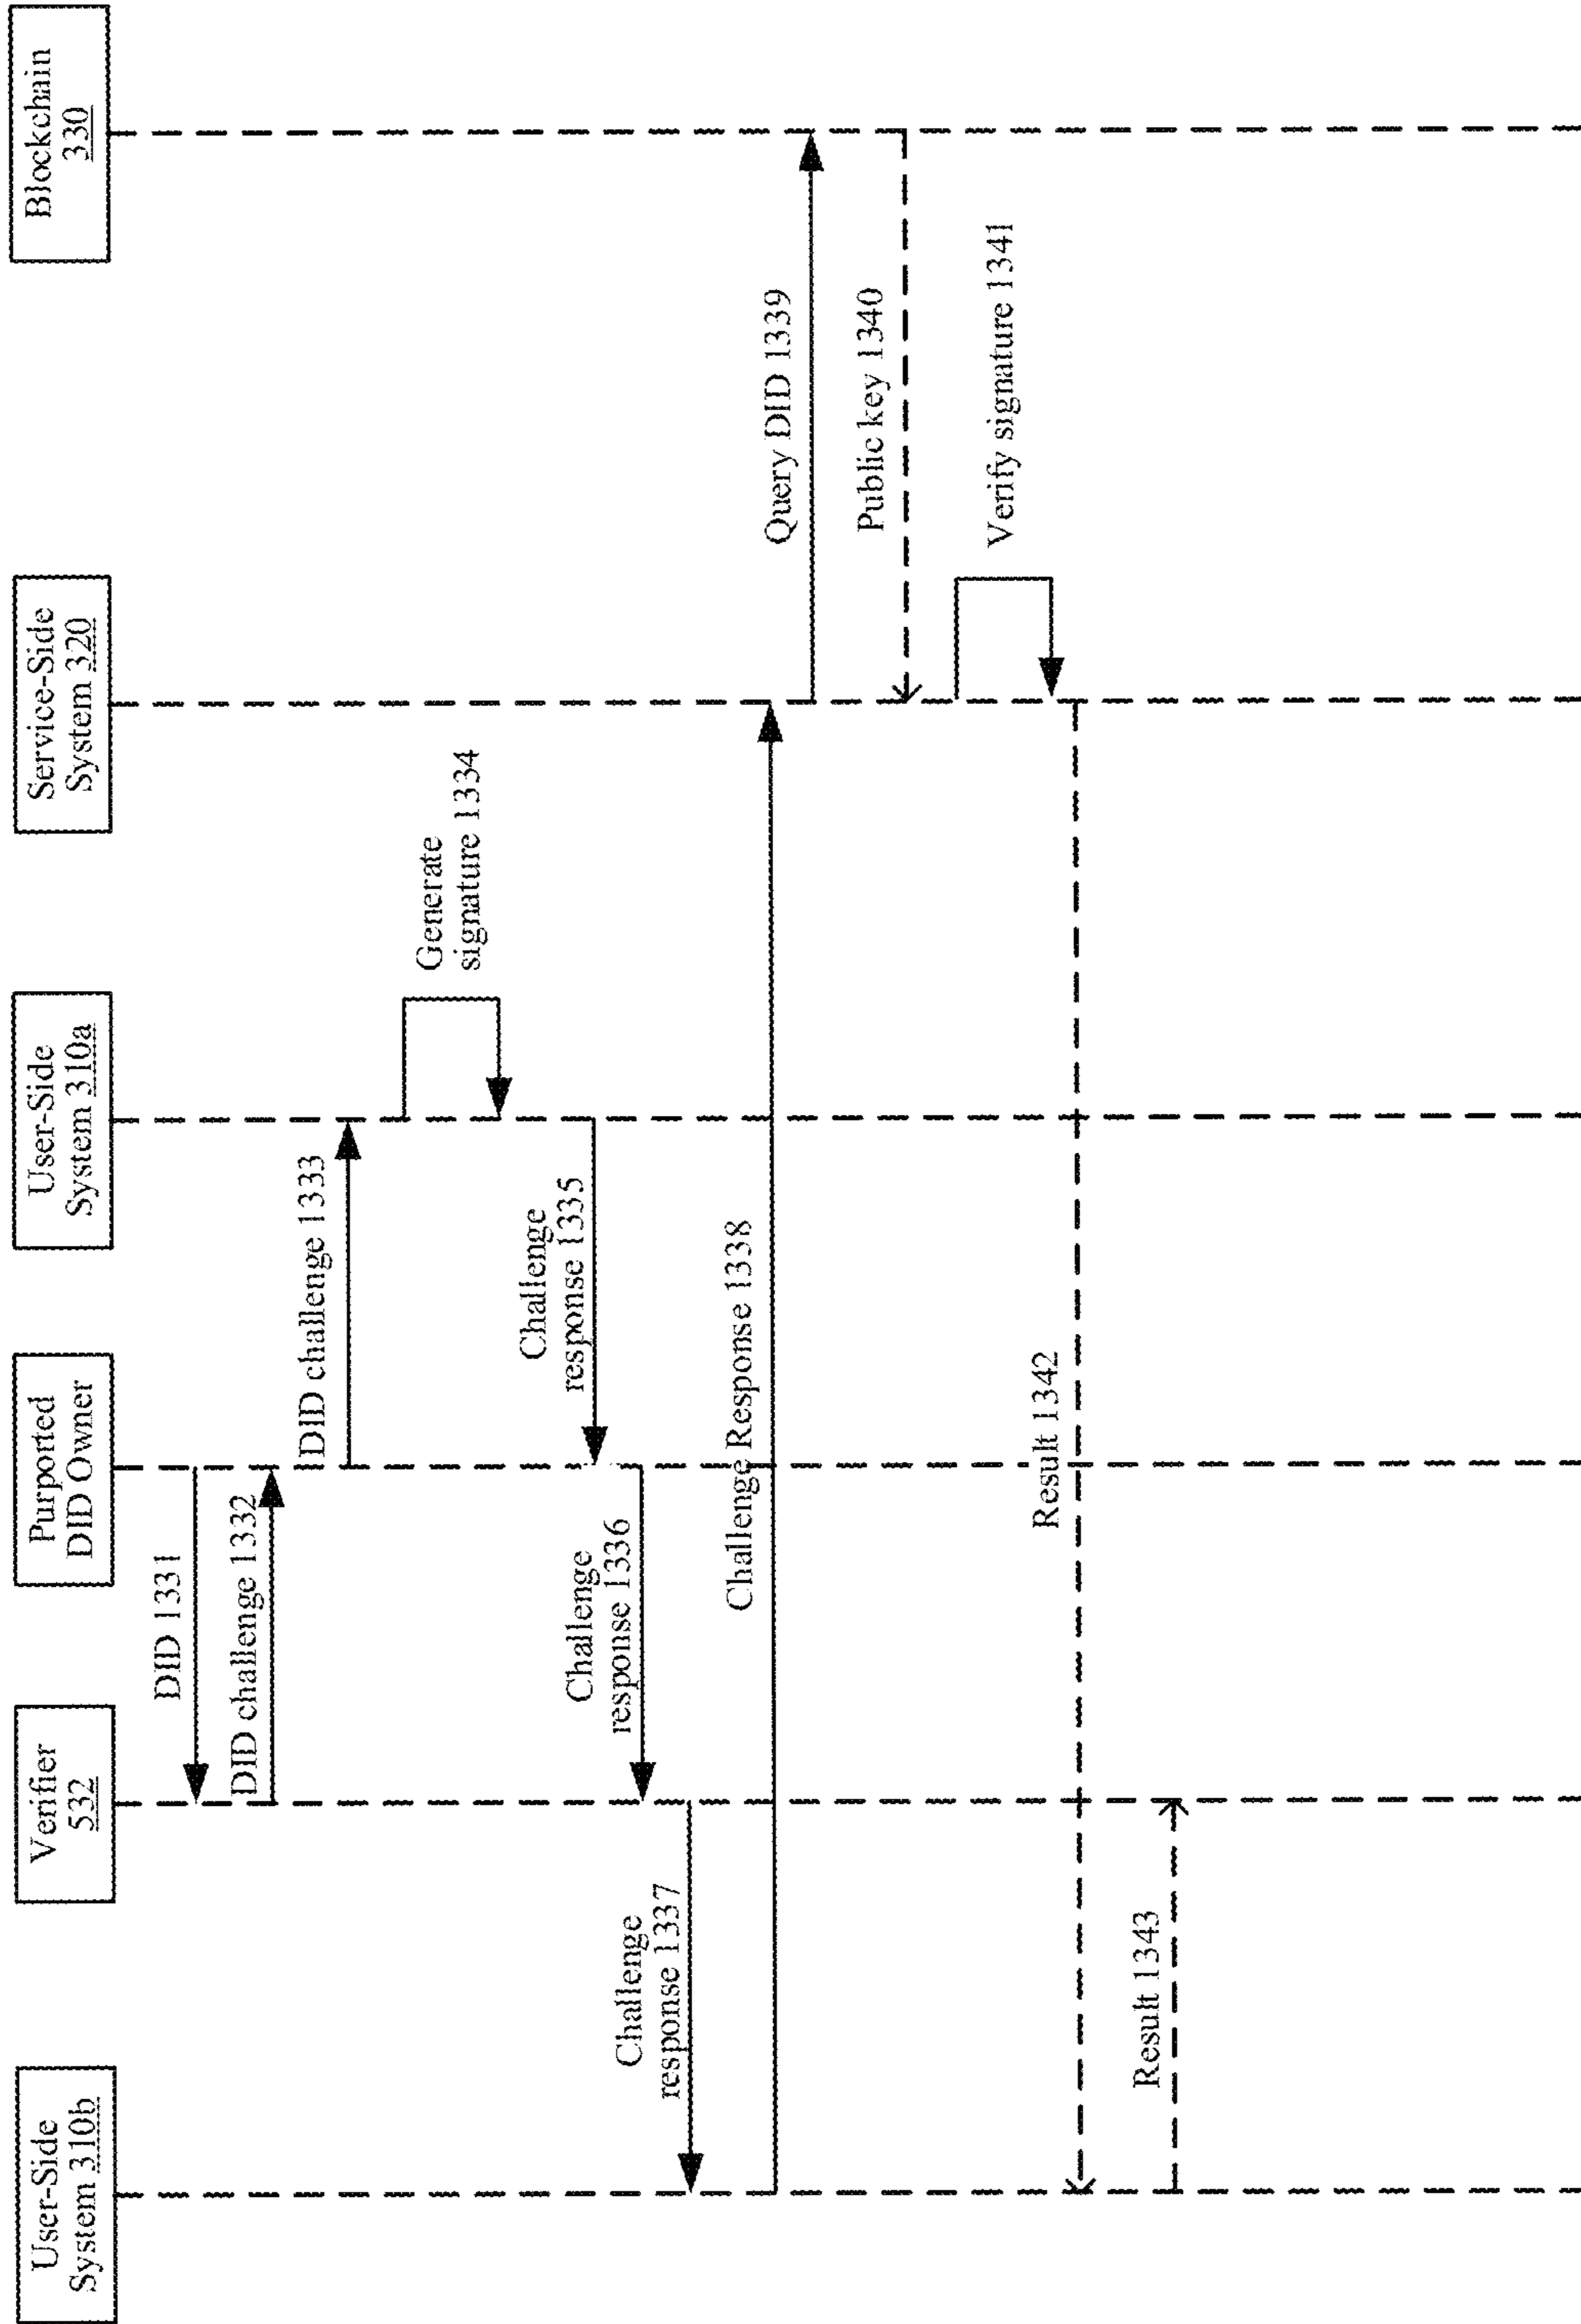 User-Side
System 310b
Verifier
532
Purported
DID Owner
User-Side
System 310a
Service-Side
System 320
Blockchain
330
DID 1331
DID challenge 1332
DID challenge 1333
Generate
signature 1334
Challenge
response 1335
Challenge
response 1336
Challenge
response 1337
Challenge Response 1338
Query DID 1339
Public key 1340
Verify signature 1341
Result 1342
Result 1343